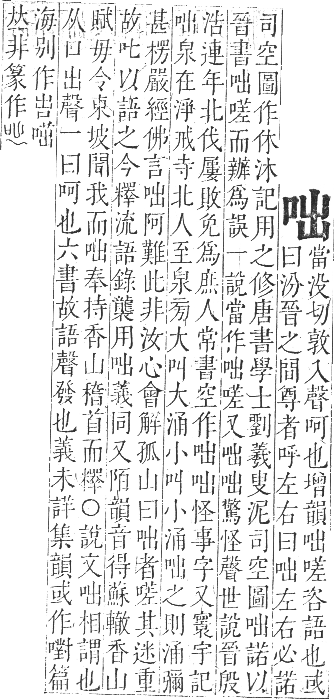 咄當没切敦入聲呵也增韻咄嗟咨語也或
曰汾晉之間尊者呼左右曰咄左右必諾
司空圖作休休記用之修唐書學士劉羲叟泥司空圖咄諾以
晉書咄嗟而辦爲誤一說當作咄嗟又咄咄驚怪聲世說晉殷
浩連年北伐屢敗免爲庶人常書空作咄咄怪事字又寰宇記
咄泉在淨戒寺北人至泉旁大叫大涌小叫小涌咄之則涌彌
甚楞嚴經佛言咄阿難此非汝心會解孤山曰咄者嗟其迷重
故叱以語之今釋流語錄襲用咄義同又陌韻音得蘇轍香山
賦毋令東坡聞我而咄奉持香山稽首而釋○說文咄相謂也
从口出聲一曰呵也六書故語聲發也義未詳集韻或作嚉篇
海別作㗁㗀
夶非篆作